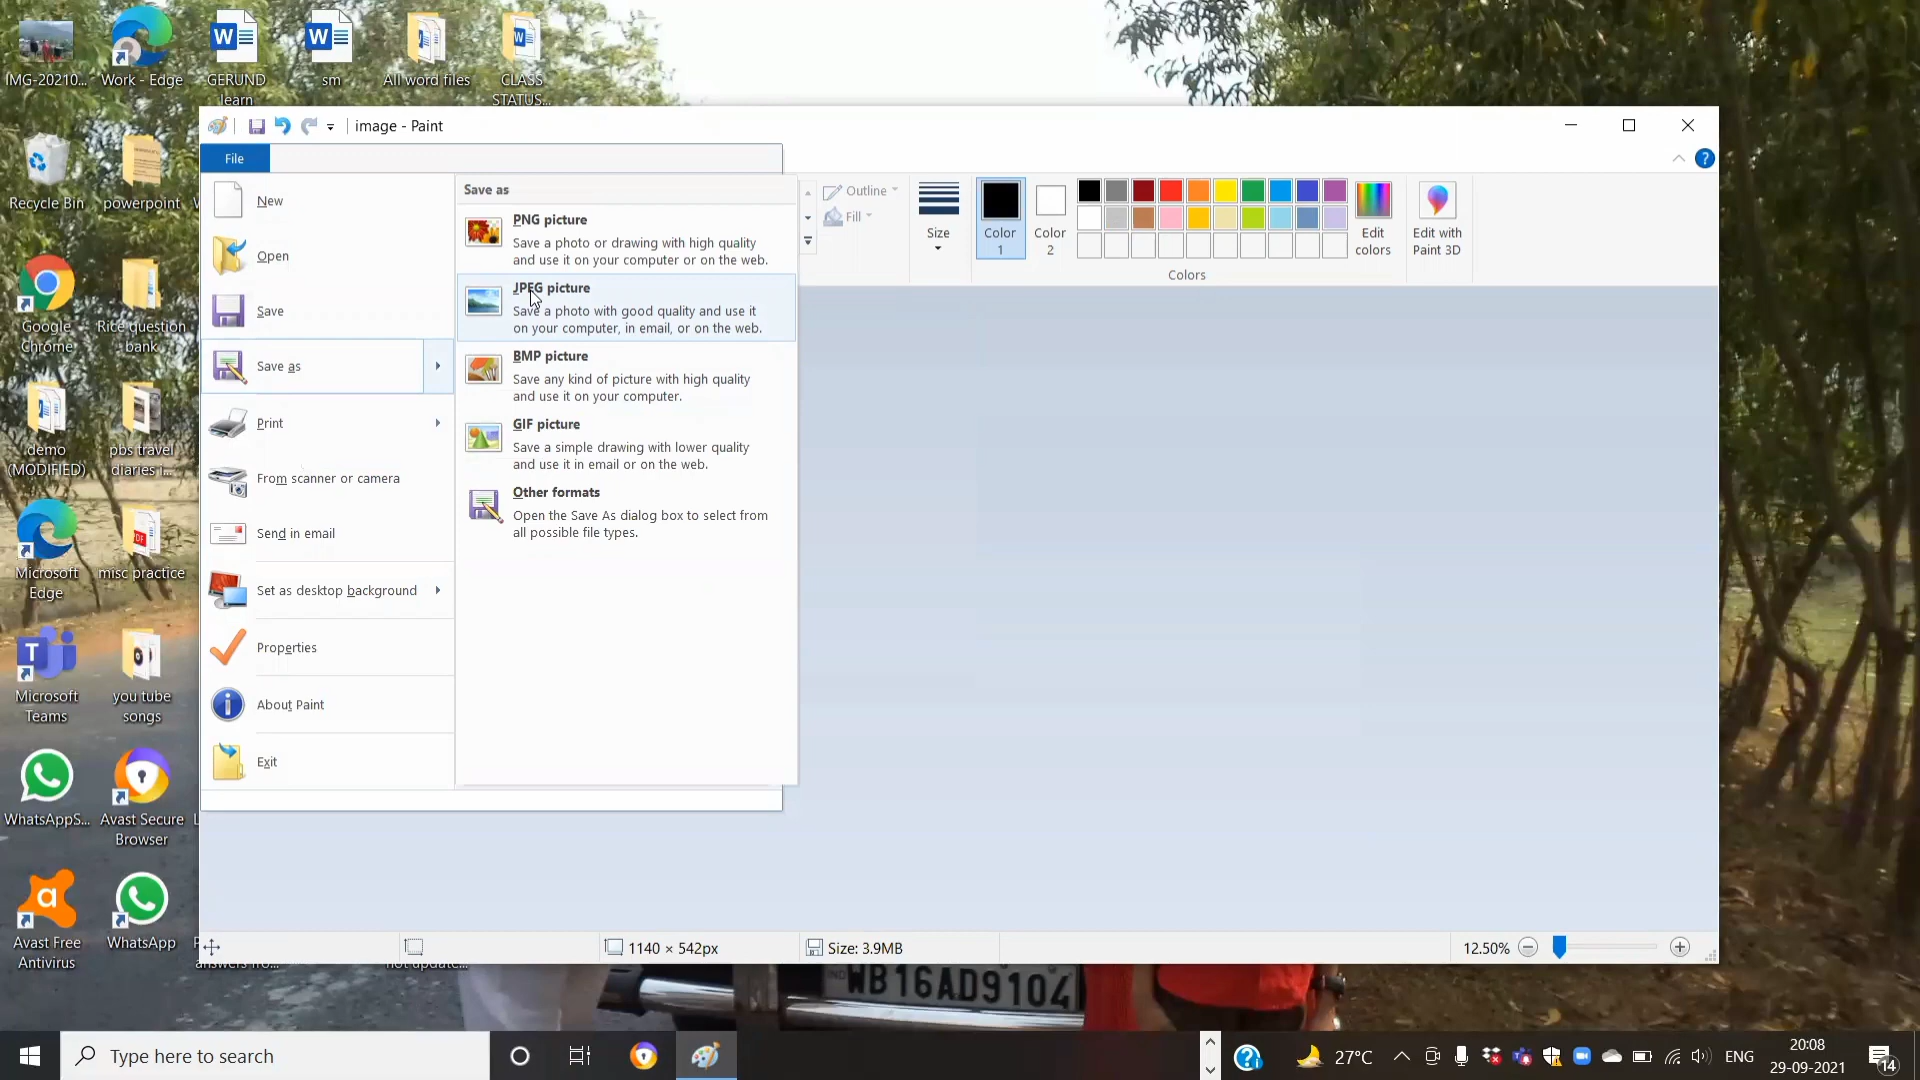 IMG-20210...
Work - Edge
GERUND
learn
sm
All word files
CLASS
STATUS...
Recycle Bin
powerpoint
Google
Chrome
Rice question
bank
demo
(MODIFIED)
pbs travel
diaries i...
Microsoft
Edge
misc practice
Microsoft
Teams
you tube
songs
WhatsAppS...
Avast Secure
Browser
Avast Free
Antivirus
WhatsApp
image - Paint
File
New
Open
Save
Save as
Print
From scanner or camera
Send in email
Set as desktop background
Properties
About Paint
Exit
Save as
PNG picture
Save a photo or drawing with high quality
and use it on your computer or on the web.
JPEG picture
Save a photo with good quality and use it
on your computer, in email, or on the web.
BMP picture
Save any kind of picture with high quality
and use it on your computer.
GIF picture
Save a simple drawing with lower quality
and use it in email or on the web.
Other formats
Open the Save As dialog box to select from
all possible file types.
Outline
Fill
Size
Color
1
Color
2
Edit
colors
Edit with
Paint 3D
Colors
1140 × 542px
Size: 3.9MB
12.50%
WB16AD9104
Type here to search
27°C
ENG
20:08
29-09-2021
14